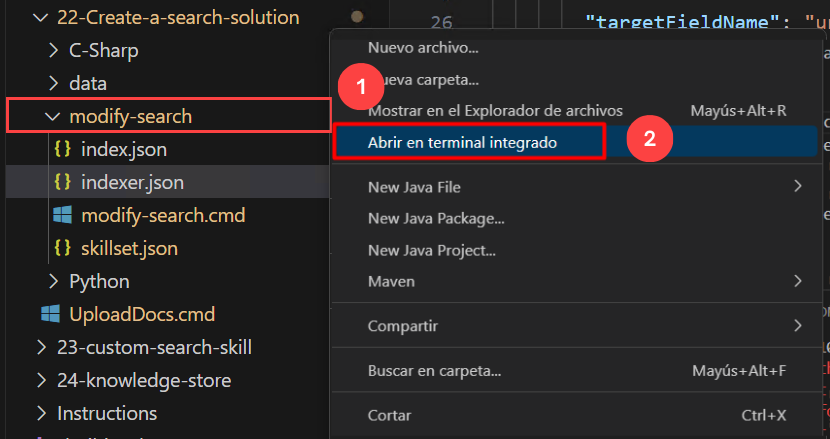 22-Create-a-search-solution
C-Sharp
data
modify-search
index.json
indexer.json
modify-search.cmd
skillset.json
Python
UploadDocs.cmd
23-custom-search-skill
24-knowledge-store
Instructions
26
"targetFieldName": "u
1
2
Nuevo archivo...
ueva carpeta...
Mostrar en el Explorador de archivos Mayús+Alt+R
Abrir en terminal integrado
New Java File
New Java Package...
New Java Project...
Maven
Compartir
Buscar en carpeta... Mayús+Alt+F
Cortar Ctrl+X